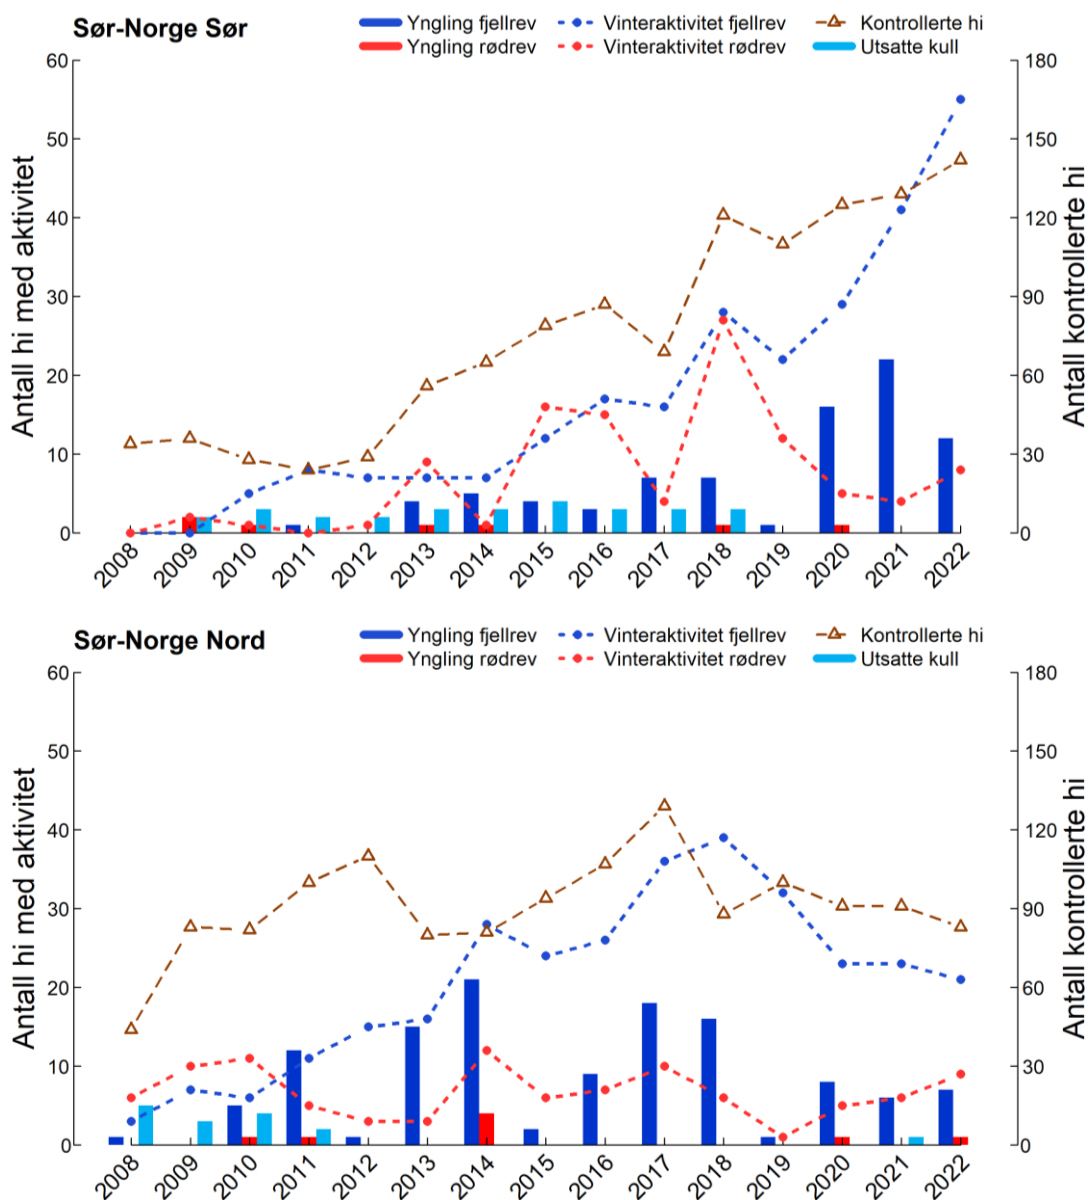 Sør-Norge Sør
Yngling fjellrev Vinteraktivitet fjellrev Kontrollerte hi
Yngling rødrev Vinteraktivitet rødrev Utsatte kull
Antall hi med aktivitet
60
50
40
30
20
10
0
180
150
120
90
60
30
0
Antall kontrollerte hi
2008 2009 2010 2011 2012 2013 2014 2015 2016 2017 2018 2019 2020 2021 2022
Sør-Norge Nord
Yngling fjellrev Vinteraktivitet fjellrev Kontrollerte hi
Yngling rødrev Vinteraktivitet rødrev Utsatte kull
Antall hi med aktivitet
60
50
40
30
20
10
0
180
150
120
90
60
30
0
Antall kontrollerte hi
2008 2009 2010 2011 2012 2013 2014 2015 2016 2017 2018 2019 2020 2021 2022